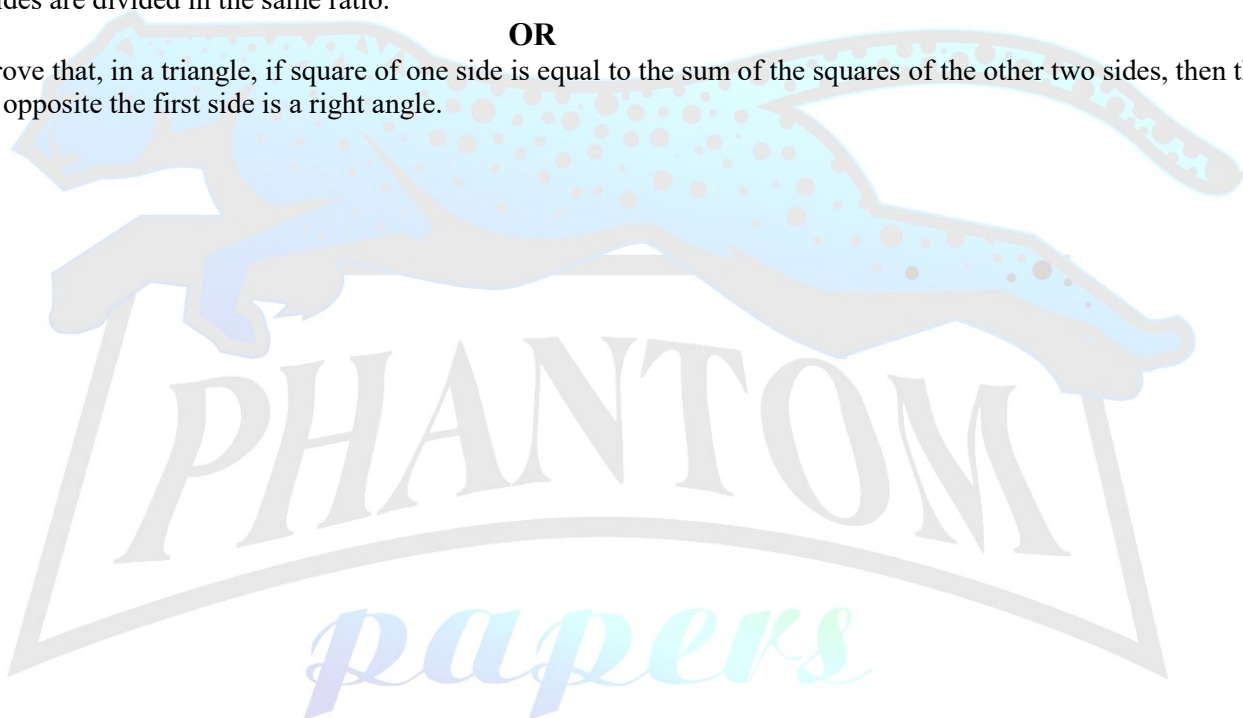 ides are divided in the same ratio.
OR
rove that, in a triangle, if square of one side is equal to the sum of the squares of the other two sides, then th
opposite the first side is a right angle.
PHANTOM
papers